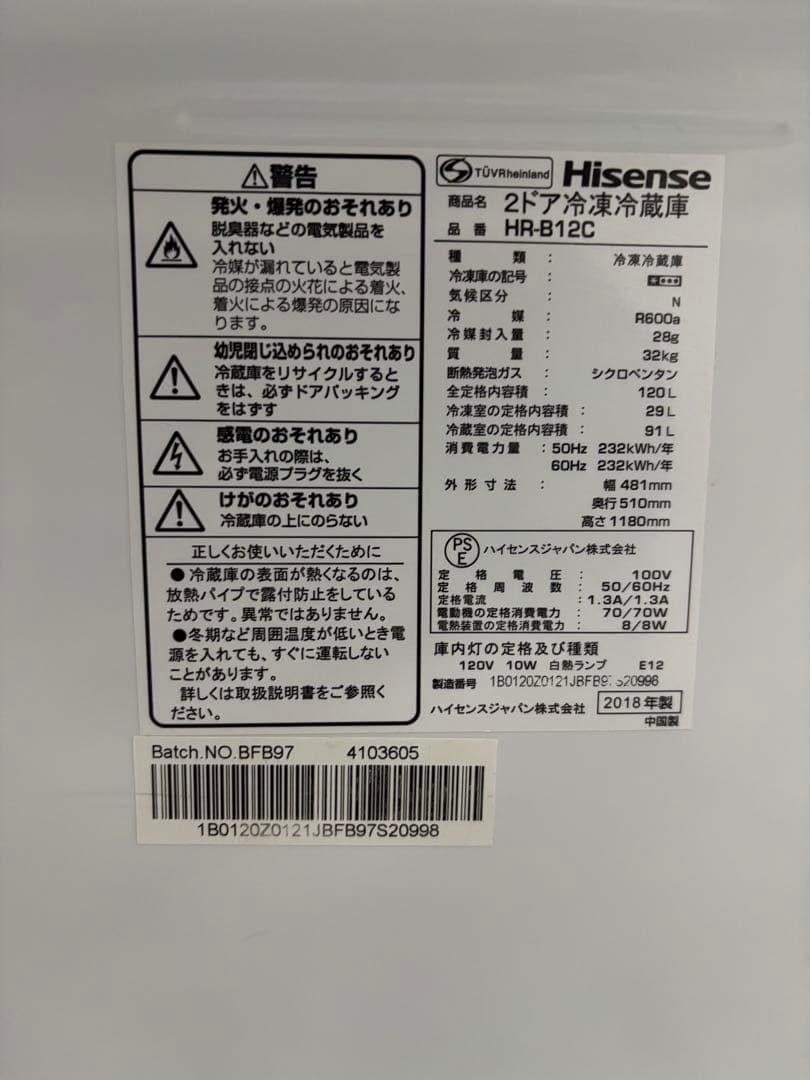 ⚠警告
発火・爆発のおそれあり
脱臭器などの電気製品を
入れない
冷媒が漏れていると電気製
品の接点の火花による着火、
着火による爆発の原因にな
ります。
幼児閉じ込められのおそれあり
冷蔵庫をリサイクルすると
きは、必ずドアパッキング
をはずす
感電のおそれあり
お手入れの際は、
必ず電源プラグを抜く
けがのおそれあり
冷蔵庫の上にのらない
正しくお使いいただくために
●冷蔵庫の表面が熱くなるのは、
放熱パイプで露付防止をしている
ためです。異常ではありません。
●冬期など周囲温度が低いとき電
源を入れても、すぐに運転しない
ことがあります。
詳しくは取扱説明書をご参照く
ださい。
TÜVRheinland Hisense
商品名 2ドア冷凍冷蔵庫
品番 HR-B12C
種類: 冷凍冷蔵庫
冷凍庫の記号:
気候区分: N
冷媒: R600a
冷媒封入量: 28g
質量: 32kg
断熱発泡ガス: シクロペンタン
全定格内容積: 120L
冷凍室の定格内容積: 29L
冷蔵室の定格内容積: 91L
消費電力量:50Hz 232kWh/年
60Hz 232kWh/年
外形寸法: 幅 481mm
奥行510mm
高さ1180mm
PSE ハイセンスジャパン株式会社
定格電圧: 100V
定格周波数: 50/60Hz
定格電流:1.3A/1.3A
電動機の定格消費電力: 70/70W
電熱装置の定格消費電力: 8/8W
庫内灯の定格及び種類
120V 10W 白熱ランプ E12
製造番号 1B0120Z0121JBFB97S20998
ハイセンスジャパン株式会社 2018年製
中国製
Batch.NO.BFB97 4103605
1B0120Z0121JBFB97S20998